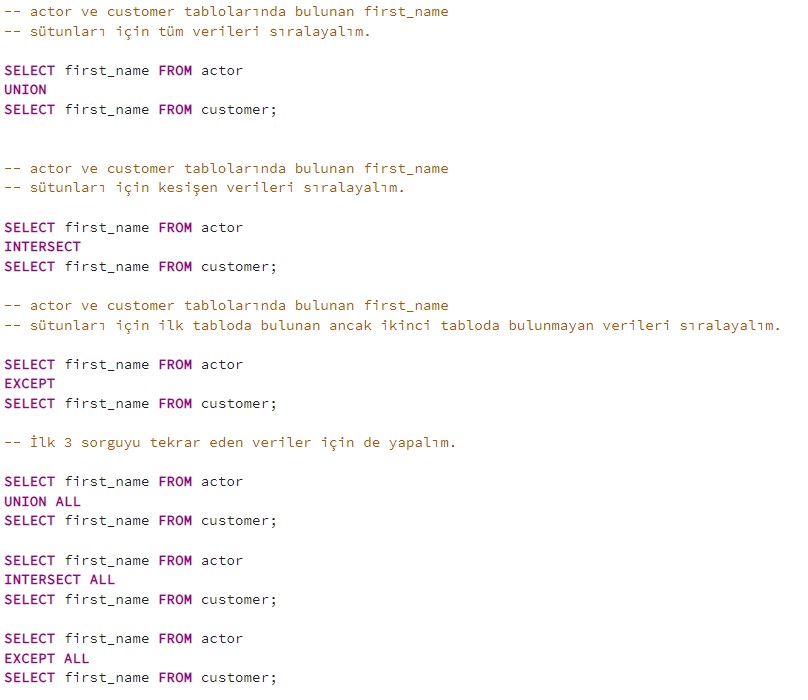 -- actor ve customer tablolarında bulunan first_name
-- sütunları için tüm verileri sıralayalım.
SELECT first_name FROM actor
UNION
SELECT first_name FROM customer;
-- actor ve customer tablolarında bulunan first_name
-- sütunları için kesişen verileri sıralayalım.
SELECT first_name FROM actor
INTERSECT
SELECT first_name FROM customer;
-- actor ve customer tablolarında bulunan first_name
-- sütunları için ilk tabloda bulunan ancak ikinci tabloda bulunmayan verileri sıralayalım.
SELECT first_name FROM actor
EXCEPT
SELECT first_name FROM customer;
-- İlk 3 sorguyu tekrar eden veriler için de yapalım.
SELECT first_name FROM actor
UNION ALL
SELECT first_name FROM customer;
SELECT first_name FROM actor
INTERSECT ALL
SELECT first_name FROM customer;
SELECT first_name FROM actor
EXCEPT ALL
SELECT first_name FROM customer;